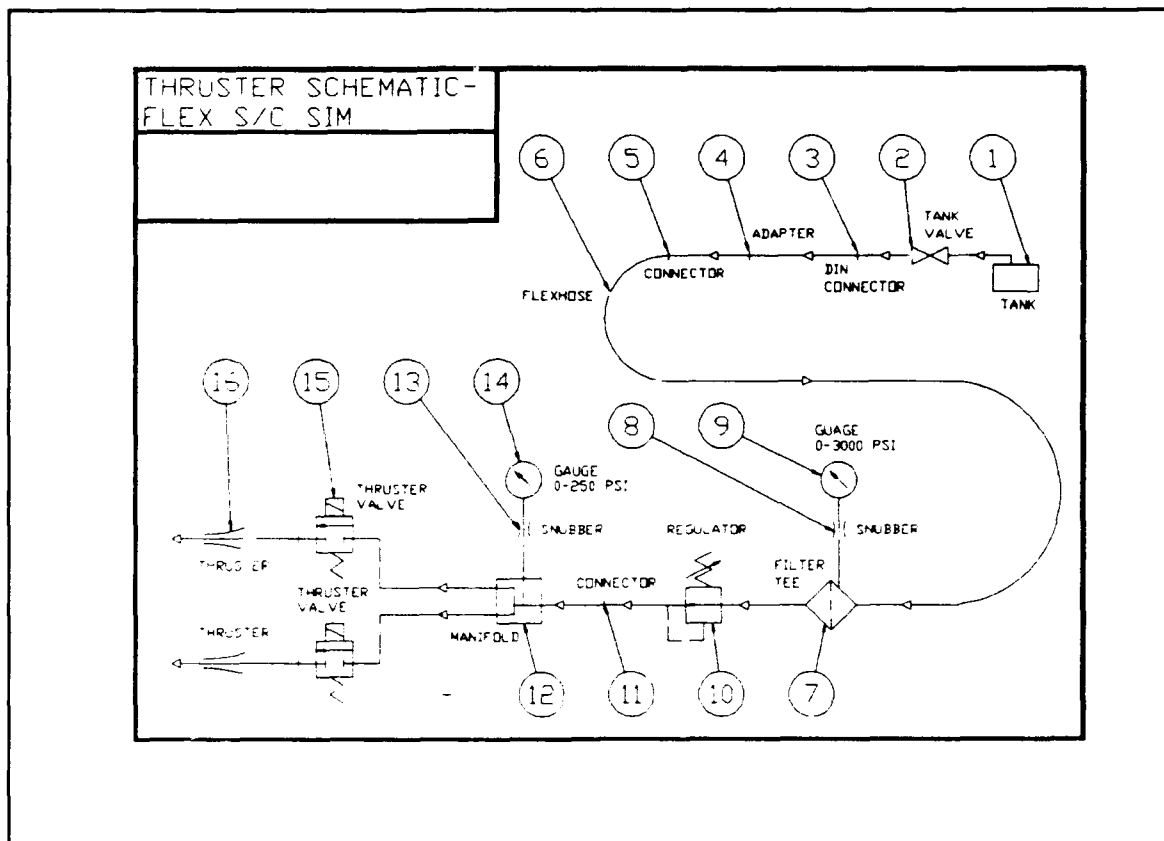 THRUSTER SCHEMATIC-
FLEX S/C SIM
6
5
4
3
2
1
TANK
VALVE
ADAPTER
CONNECTOR
DIN
CONNECTOR
FLEXHOSE
TANK
16
15
13
14
8
9
GUAGE
0-3000 PSI
GAUGE
0-250 PSI
THRUSTER
VALVE
SNUBBER
REGULATOR
SNUBBER
THRUSTER
FILTER
TEE
CONNECTOR
THRUSTER
VALVE
THRUSTER
MANIFOLD
12
11
10
7